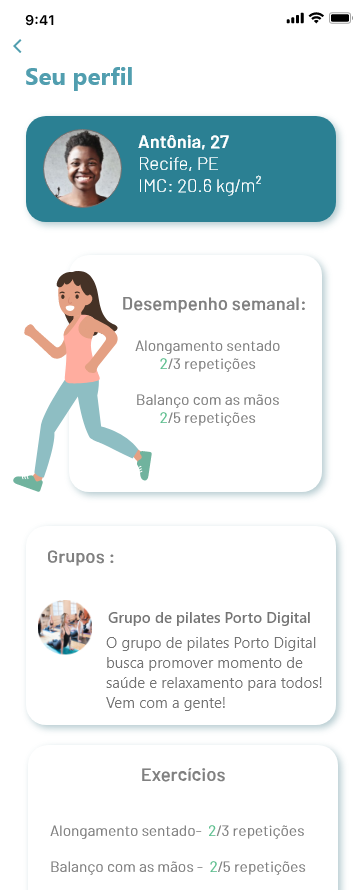 9:41
Seu perfil
Antônia, 27
Recife, PE
IMC: 20.6 kg/m²
Desempenho semanal:
Alongamento sentado
2/3 repetições
Balanço com as mãos
2/5 repetições
Grupos :
Grupo de pilates Porto Digital
O grupo de pilates Porto Digital
busca promover momento de
saúde e relaxamento para todos!
Vem com a gente!
Exercícios
Alongamento sentado- 2/3 repetições
Balanço com as mãos - 2/5 repetições